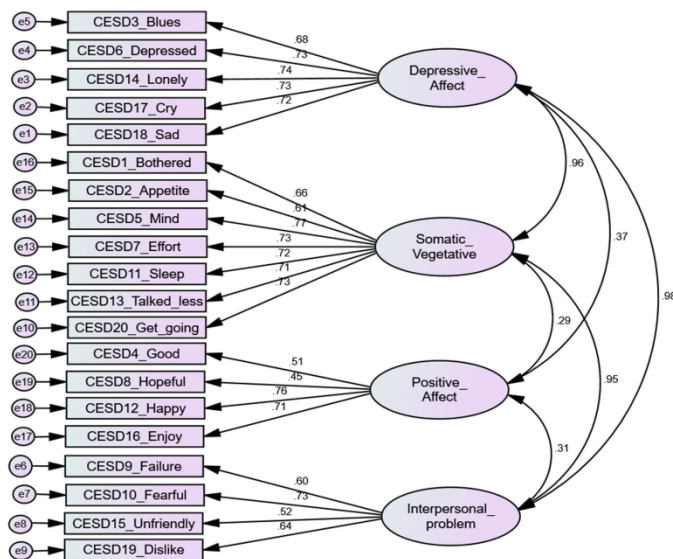 e5 CESD3_Blues
e4 CESD6_Depressed
e3 CESD14_Lonely
e2 CESD17_Cry
e1 CESD18_Sad
e16 CESD1_Bothered
e15 CESD2_Appetite
e14 CESD5_Mind
e13 CESD7_Effort
e12 CESD11_Sleep
e11 CESD13_Talked_less
e10 CESD20_Get_going
e20 CESD4_Good
e19 CESD8_Hopeful
e18 CESD12_Happy
e17 CESD16_Enjoy
e6 CESD9_Failure
e7 CESD10_Fearful
e8 CESD15_Unfriendly
e9 CESD19_Dislike
.68
.73
.74
.73
.72
.66
.61
.77
.73
.72
.71
.73
.51
.45
.76
.71
.60
.73
.52
.64
Depressive_
Affect
Somatic_
Vegetative
Positive_
Affect
Interpersonal_
problem
.96
.37
.98
.29
.95
.31